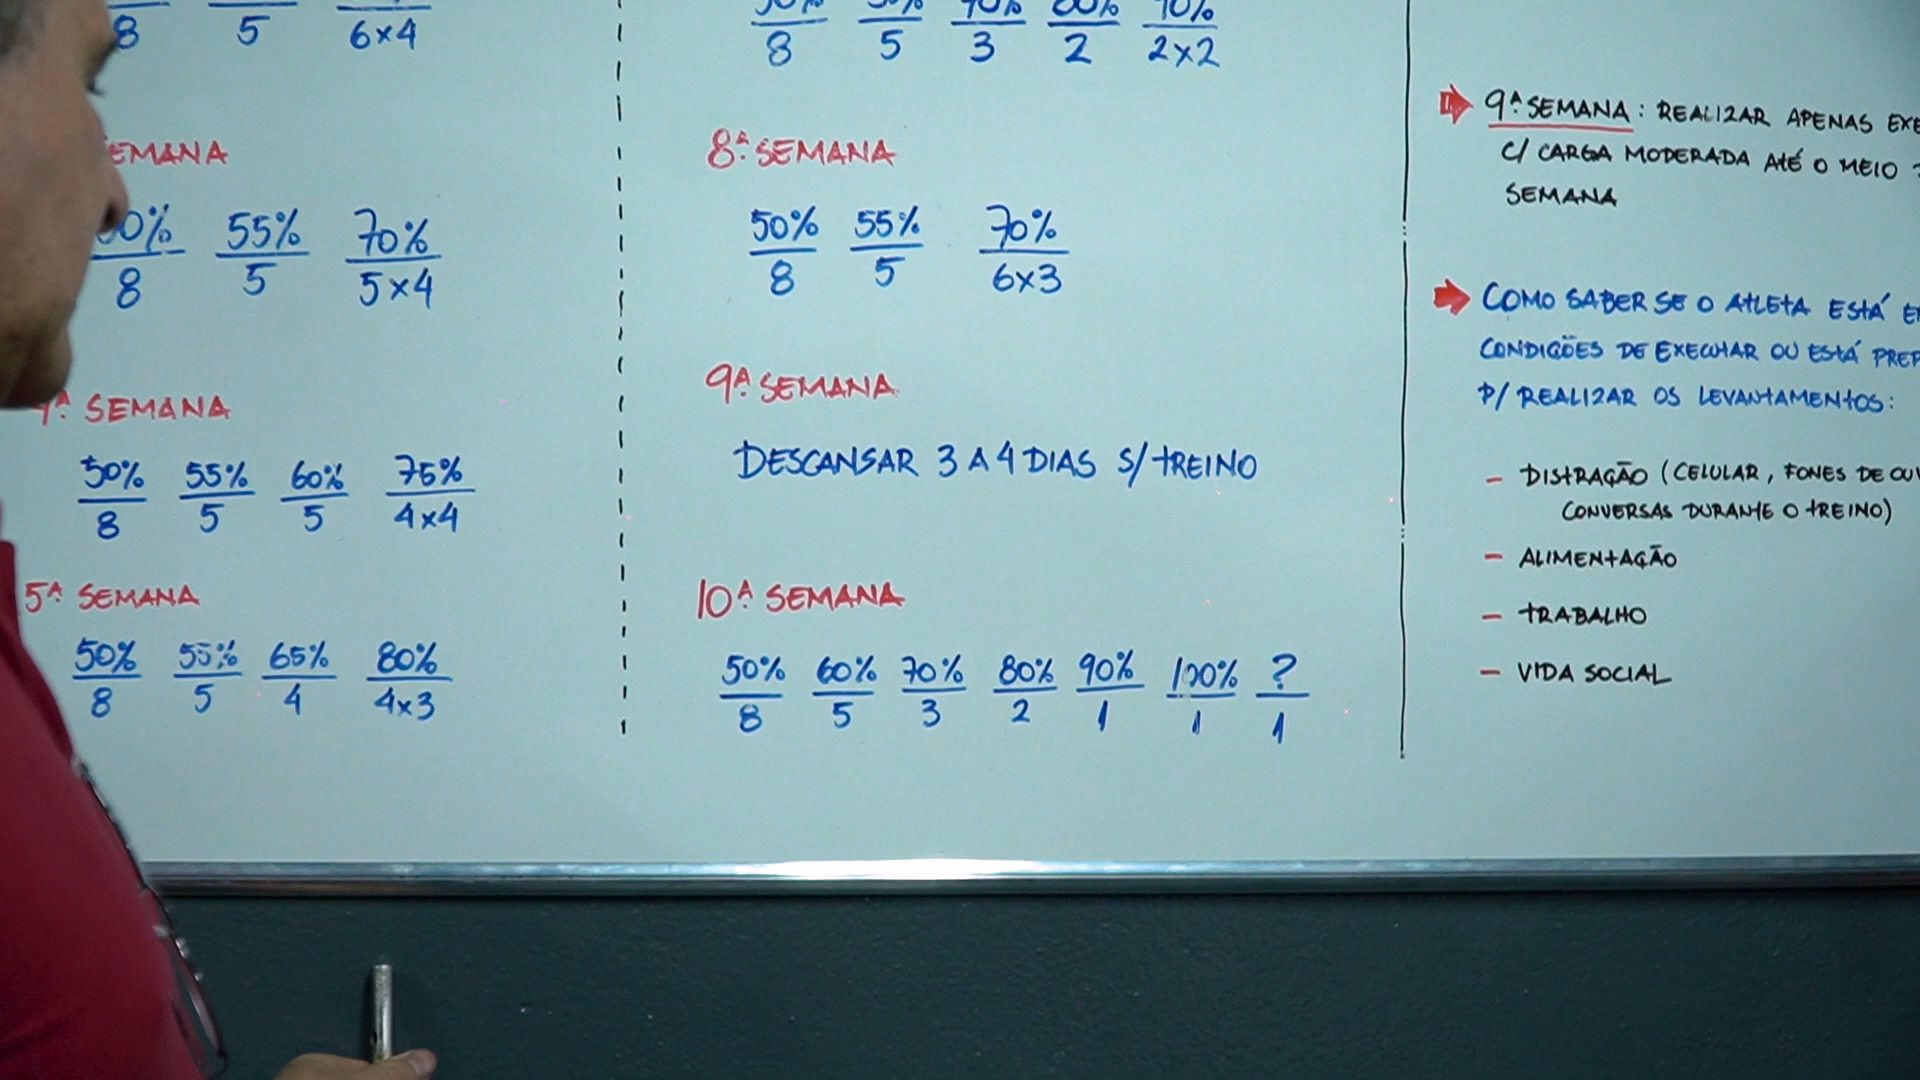 8 5 6x4
SEMANA
55% 70%
8 5 5x4
SEMANA
50% 55% 60% 75%
8 5 5 4x4
5ª SEMANA
50% 55% 65% 80%
8 5 4 4x3
8 5 3 2 2x2
8ª SEMANA
50% 55% 70%
8 5 6x3
9ª SEMANA
DESCANSAR 3 A 4 DIAS S/ TREINO
10ª SEMANA
50% 60% 70% 80% 90% 100% ?
8 5 3 2 1 1 1
9ª SEMANA: REALIZAR APENAS EXE
C/ CARGA MODERADA ATÉ O MEIO
SEMANA
COMO SABER SE O ATLETA ESTÁ
CONDIÇÕES DE EXECUTAR OU ESTÁ PREP
P/ REALIZAR OS LEVANTAMENTOS:
- DISTRAÇÃO (CELULAR, FONES DE OUV
CONVERSAS DURANTE O TREINO)
- ALIMENTAÇÃO
- TRABALHO
- VIDA SOCIAL